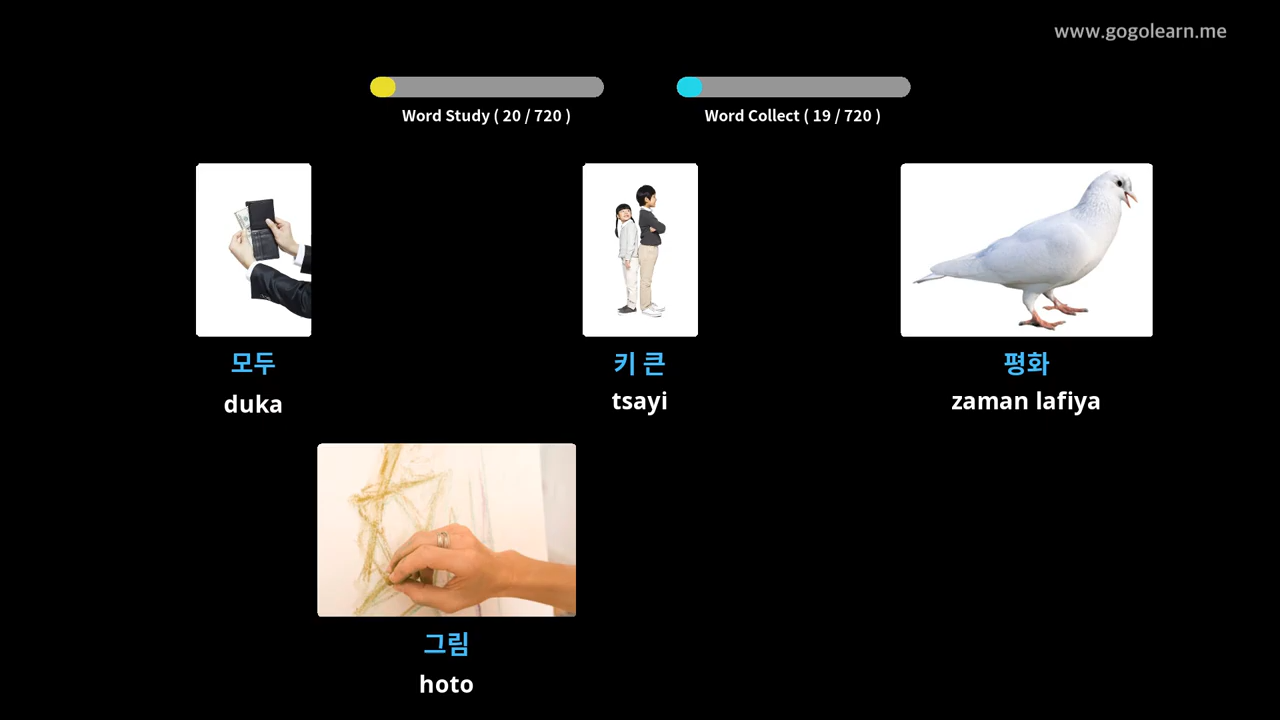 www.gogolearn.me
Word Study ( 20 / 720 )
Word Collect ( 19 / 720 )
모두
duka
키 큰
tsayi
평화
zaman lafiya
그림
hoto